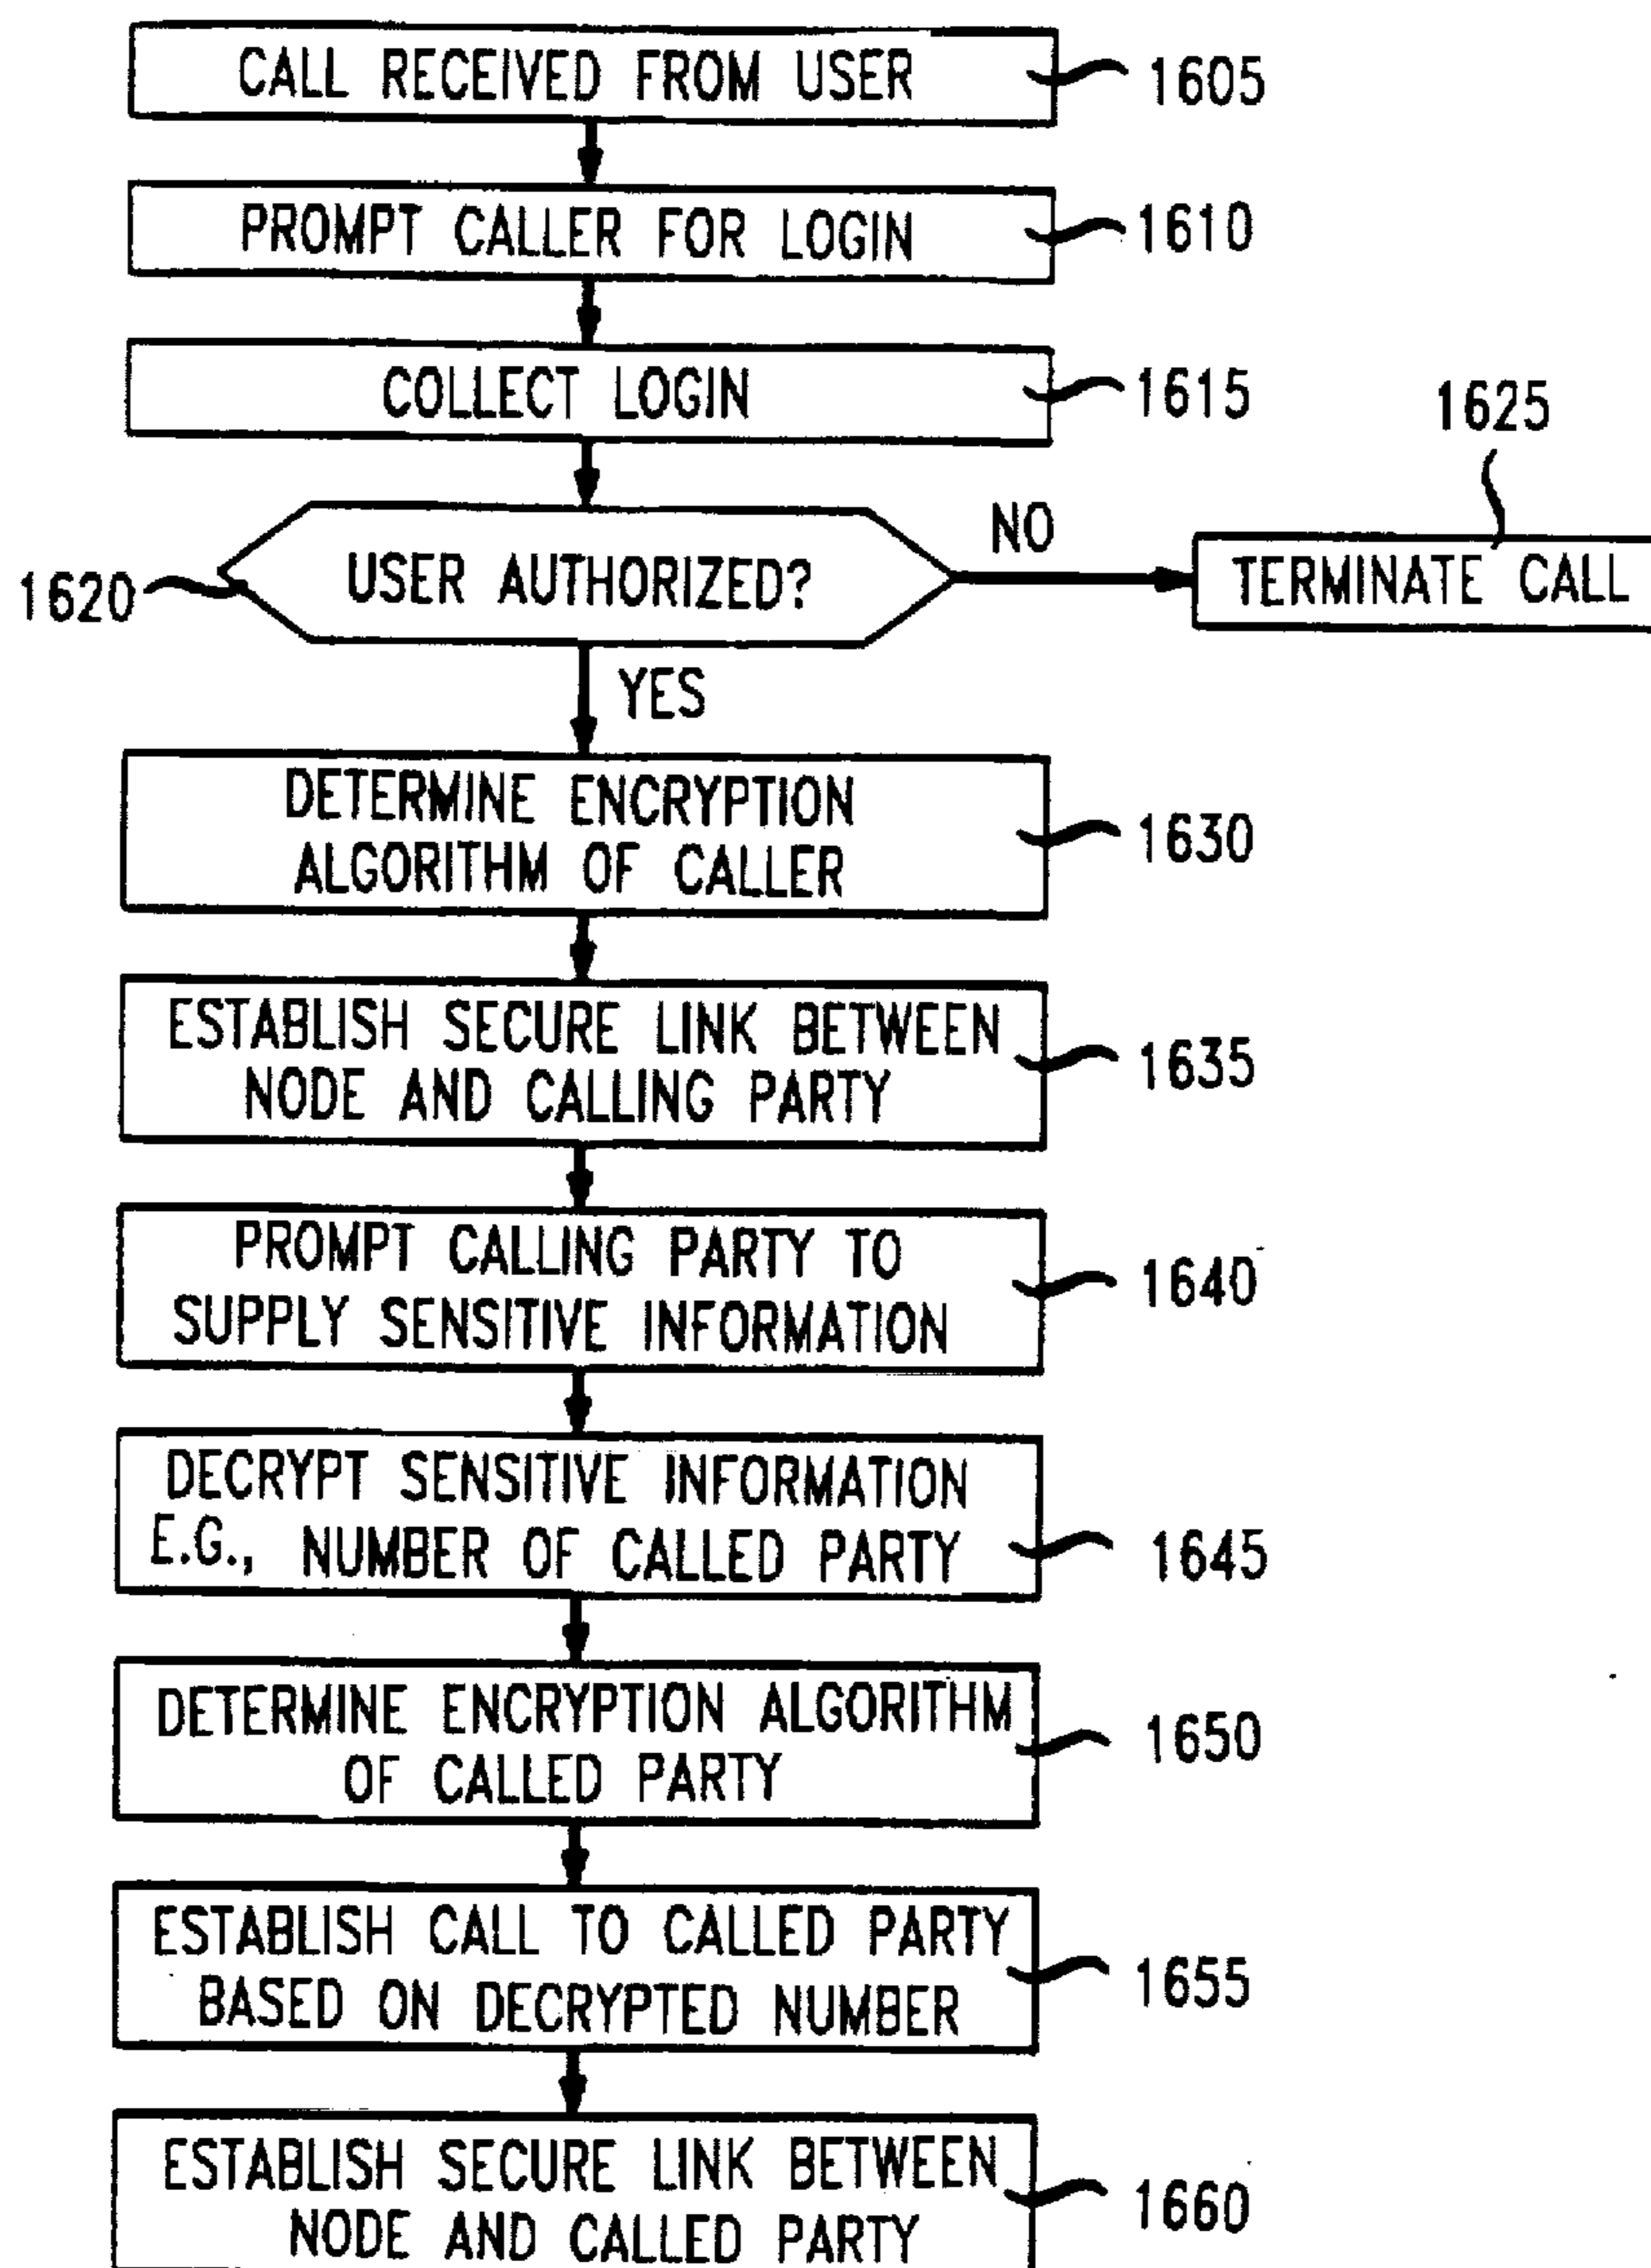 CALL RECEIVED FROM USER
1605
PROMPT CALLER FOR LOGIN
1610
COLLECT LOGIN
1615
1625
1620
USER AUTHORIZED?
NO
TERMINATE CALL
YES
DETERMINE ENCRYPTION
ALGORITHM OF CALLER
1630
ESTABLISH SECURE LINK BETWEEN
NODE AND CALLING PARTY
1635
PROMPT CALLING PARTY TO
SUPPLY SENSITIVE INFORMATION
1640
DECRYPT SENSITIVE INFORMATION
E.G., NUMBER OF CALLED PARTY
1645
DETERMINE ENCRYPTION ALGORITHM
OF CALLED PARTY
1650
ESTABLISH CALL TO CALLED PARTY
BASED ON DECRYPTED NUMBER
1655
ESTABLISH SECURE LINK BETWEEN
NODE AND CALLED PARTY
1660